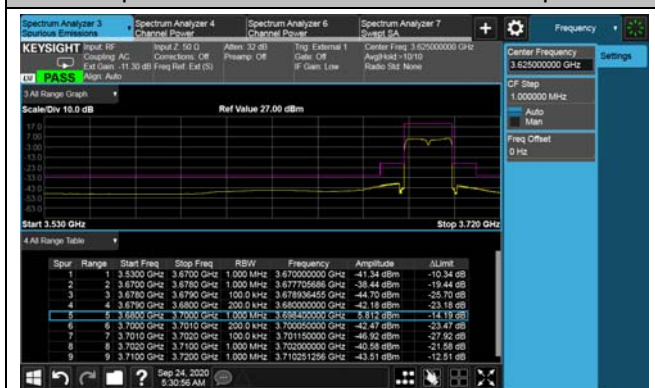 Spectrum Analyzer 3
Spurious Emissions
Spectrum Analyzer 4
Channel Power
Spectrum Analyzer 6
Channel Power
Spectrum Analyzer 7
Swept SA
+
Frequency
KEYSIGHT
Input: RF
Coupling: AC
Ext Gain: -11.30 dB
Align: Auto
LXI
PASS
Input Z: 50 Ω
Corrections: Off
Freq Ref: Ext (S)
Atten: 32 dB
Preamp: Off
Trig: External 1
Gate: Off
IF Gain: Low
Center Freq: 3.625000000 GHz
Avg|Hold:>10/10
Radio Std: None
Center Frequency
3.625000000 GHz
Settings
CF Step
1.000000 MHz
Auto
Man
Freq Offset
0 Hz
3 All Range Graph
Scale/Div 10.0 dB
Ref Value 27.00 dBm
17.0
7.00
-3.00
-13.0
-23.0
-33.0
-43.0
-53.0
-63.0
Start 3.530 GHz
Stop 3.720 GHz
4 All Range Table
Spur Range Start Freq Stop Freq RBW Frequency Amplitude ΔLimit
1 1 3.5300 GHz 3.6700 GHz 1.000 MHz 3.670000000 GHz -41.34 dBm -10.34 dB
2 2 3.6700 GHz 3.6780 GHz 1.000 MHz 3.677705686 GHz -38.44 dBm -19.44 dB
3 3 3.6780 GHz 3.6790 GHz 100.0 kHz 3.678936455 GHz -44.70 dBm -25.70 dB
4 4 3.6790 GHz 3.6800 GHz 200.0 kHz 3.680000000 GHz -42.18 dBm -23.18 dB
5 5 3.6800 GHz 3.7000 GHz 1.000 MHz 3.698400000 GHz 5.812 dBm -14.19 dB
6 6 3.7000 GHz 3.7010 GHz 200.0 kHz 3.700050000 GHz -42.47 dBm -23.47 dB
7 7 3.7010 GHz 3.7020 GHz 100.0 kHz 3.701150000 GHz -46.92 dBm -27.92 dB
8 8 3.7020 GHz 3.7100 GHz 1.000 MHz 3.702000000 GHz -40.58 dBm -21.58 dB
9 9 3.7100 GHz 3.7200 GHz 1.000 MHz 3.710251256 GHz -43.51 dBm -12.51 dB
?
Sep 24, 2020
5:30:56 AM